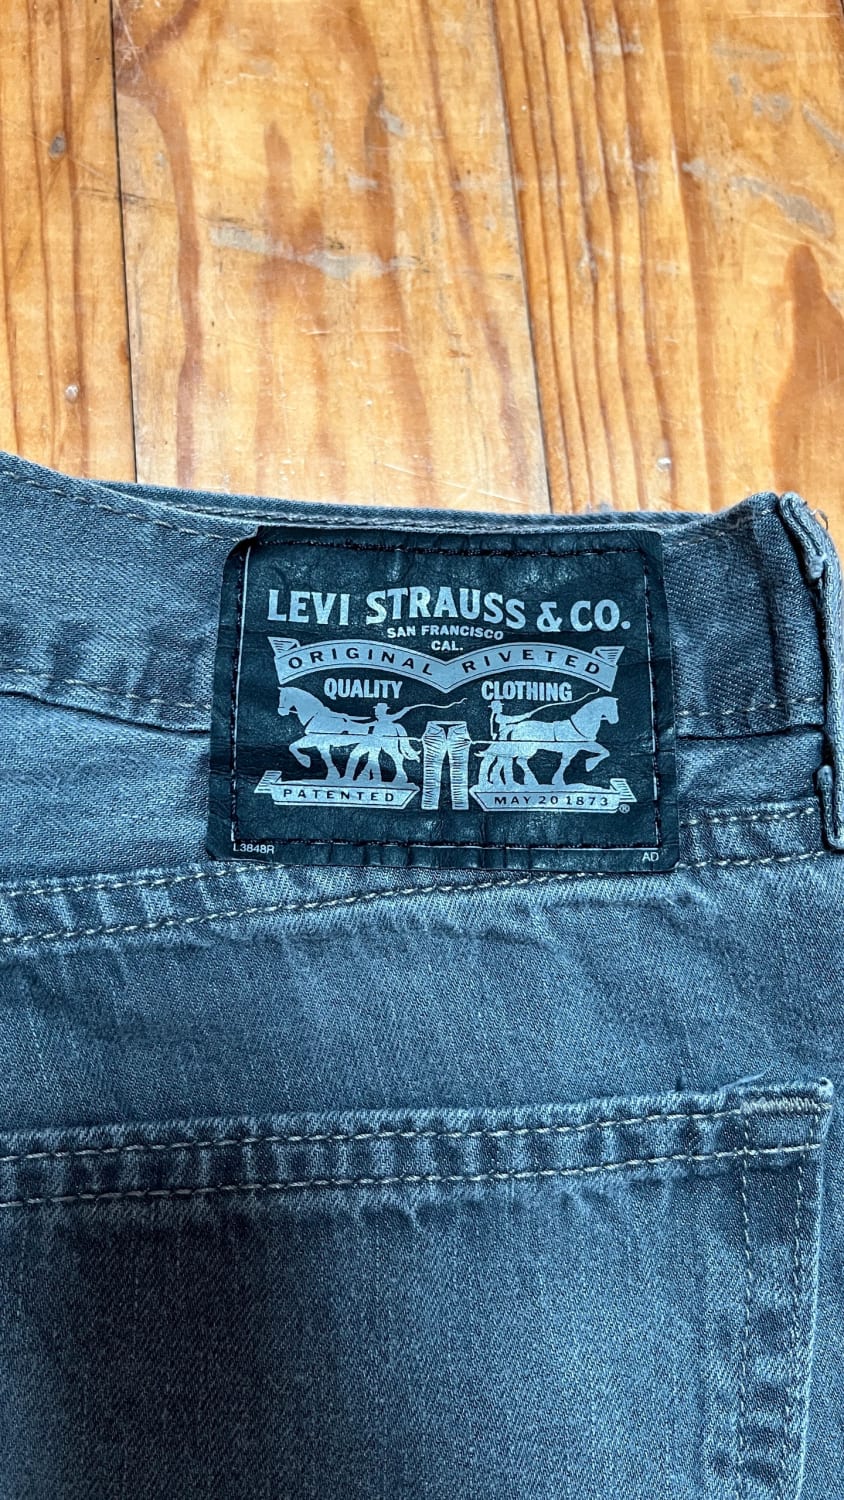 LEVI STRAUSS & CO.
SAN FRANCISCO
CAL.
ORIGINAL RIVETED
QUALITY CLOTHING
PATENTED MAY 20 1873 ®
L3848R AD